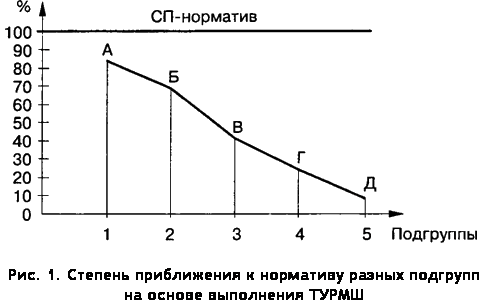 %
СП-норматив
100
90
80
70
60
50
40
30
20
10
0
А
Б
В
Г
Д
1 2 3 4 5 Подгруппы
Рис. 1. Степень приближения к нормативу разных подгрупп
на основе выполнения ТУРМШ